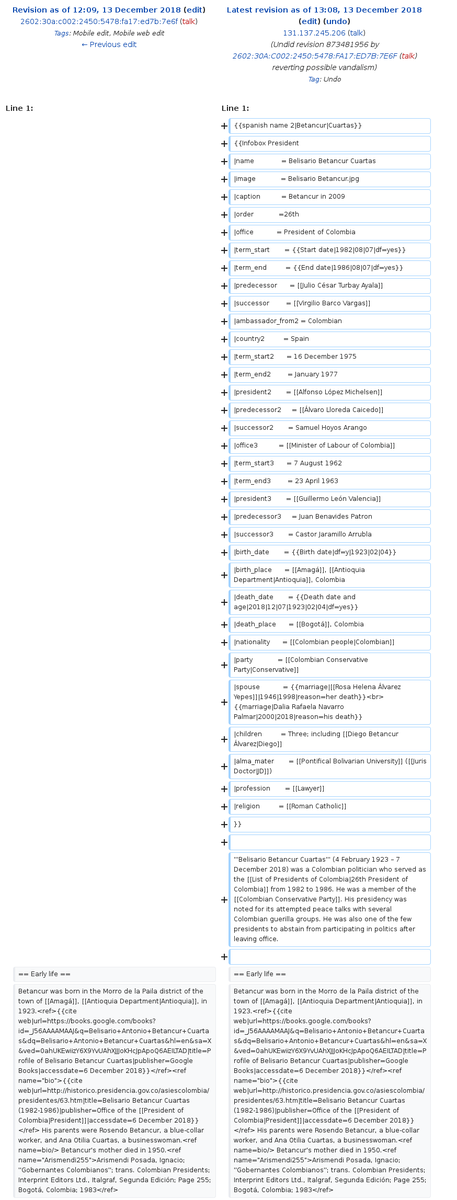 Revision as of 12:09, 13 December 2018 (edit)
2602:30a:c002:2450:5478:fa17:ed7b:7e6f (talk)
Tags: Mobile edit, Mobile web edit
← Previous edit
Latest revision as of 13:08, 13 December 2018
(edit) (undo)
131.137.245.206 (talk)
(Undid revision 873481956 by
2602:30A:C002:2450:5478:FA17:ED7B:7E6F (talk)
reverting possible vandalism)
Tag: Undo
Line 1:
Line 1:
+ {{spanish name 2|Betancur|Cuartas}}
+ {{Infobox President
+ |name = Belisario Betancur Cuartas
+ |image = Belisario Betancur.jpg
+ |caption = Betancur in 2009
+ |order =26th
+ |office = President of Colombia
+ |term_start = {{Start date|1982|08|07|df=yes}}
+ |term_end = {{End date|1986|08|07|df=yes}}
+ |predecessor = [[Julio César Turbay Ayala]]
+ |successor = [[Virgilio Barco Vargas]]
+ |ambassador_from2 = Colombian
+ |country2 = Spain
+ |term_start2 = 16 December 1975
+ |term_end2 = January 1977
+ |president2 = [[Alfonso López Michelsen]]
+ |predecessor2 = [[Álvaro Lloreda Caicedo]]
+ |successor2 = Samuel Hoyos Arango
+ |office3 = [[Minister of Labour of Colombia]]
+ |term_start3 = 7 August 1962
+ |term_end3 = 23 April 1963
+ |president3 = [[Guillermo León Valencia]]
+ |predecessor3 = Juan Benavides Patron
+ |successor3 = Castor Jaramillo Arrubla
+ |birth_date = {{Birth date|df=y|1923|02|04}}
+ |birth_place = [[Amagá]], [[Antioquia
Department|Antioquia]], Colombia
+ |death_date = {{Death date and
age|2018|12|07|1923|02|04|df=yes}}
+ |death_place = [[Bogotá]], Colombia
+ |nationality = [[Colombian people|Colombian]]
+ |party = [[Colombian Conservative
Party|Conservative]]
+ |spouse = {{marriage|[[Rosa Helena Álvarez
Yepes]]|1946|1998|reason=her death}}<br>
{{marriage|Dalia Rafaela Navarro
Palmar|2000|2018|reason=his death}}
+ |children = Three; including [[Diego Betancur
Álvarez|Diego]]
+ |alma_mater = [[Pontifical Bolivarian University]] ([[Juris
Doctor|JD]])
+ |profession = [[Lawyer]]
+ |religion = [[Roman Catholic]]
+ }}
+
+ '''Belisario Betancur Cuartas''' (4 February 1923 – 7
December 2018) was a Colombian politician who served as
the [[List of Presidents of Colombia|26th President of
Colombia]] from 1982 to 1986. He was a member of the
[[Colombian Conservative Party]]. His presidency was
noted for its attempted peace talks with several
Colombian guerilla groups. He was also one of the few
presidents to abstain from participating in politics after
leaving office.
+
== Early life ==
== Early life ==
Betancur was born in the Morro de la Paila district of the
town of [[Amagá]], [[Antioquia Department|Antioquia]], in
1923.<ref>{{cite
web|url=https://books.google.com/books?
id=_J56AAAAMAAJ&q=Belisario+Antonio+Betancur+Cuarta
s&dq=Belisario+Antonio+Betancur+Cuartas&hl=en&sa=X
&ved=0ahUKEwizY6X9VUAhXJJoKHcJpApoQ6AEILTAD|title=P
rofile of Belisario Betancur Cuartas|publisher=Google
Books|accessdate=6 December 2018}}</ref><ref
name="bio">{{cite
web|url=http://historico.presidencia.gov.co/asiescolombia/
presidentes/63.htm|title=Belisario Betancur Cuartas
(1982-1986)|publisher=Office of the [[President of
Colombia|President]]|accessdate=6 December 2018}}
</ref> His parents were Rosendo Betancur, a blue-collar
worker, and Ana Otilia Cuartas, a businesswoman.<ref
name=bio/> Betancur's mother died in 1950.<ref
name="Arismendi255">Arismendi Posada, Ignacio;
''Gobernantes Colombianos''; trans. Colombian Presidents;
Interprint Editors Ltd., Italgraf, Segunda Edición; Page 255;
Bogotá, Colombia; 1983</ref>
Betancur was born in the Morro de la Paila district of the
town of [[Amagá]], [[Antioquia Department|Antioquia]], in
1923.<ref>{{cite
web|url=https://books.google.com/books?
id=_J56AAAAMAAJ&q=Belisario+Antonio+Betancur+Cuarta
s&dq=Belisario+Antonio+Betancur+Cuartas&hl=en&sa=X
&ved=0ahUKEwizY6X9VUAhXJJoKHcJpApoQ6AEILTAD|title=P
rofile of Belisario Betancur Cuartas|publisher=Google
Books|accessdate=6 December 2018}}</ref><ref
name="bio">{{cite
web|url=http://historico.presidencia.gov.co/asiescolombia/
presidentes/63.htm|title=Belisario Betancur Cuartas
(1982-1986)|publisher=Office of the [[President of
Colombia|President]]|accessdate=6 December 2018}}
</ref> His parents were Rosendo Betancur, a blue-collar
worker, and Ana Otilia Cuartas, a businesswoman.<ref
name=bio/> Betancur's mother died in 1950.<ref
name="Arismendi255">Arismendi Posada, Ignacio;
''Gobernantes Colombianos''; trans. Colombian Presidents;
Interprint Editors Ltd., Italgraf, Segunda Edición; Page 255;
Bogotá, Colombia; 1983</ref>